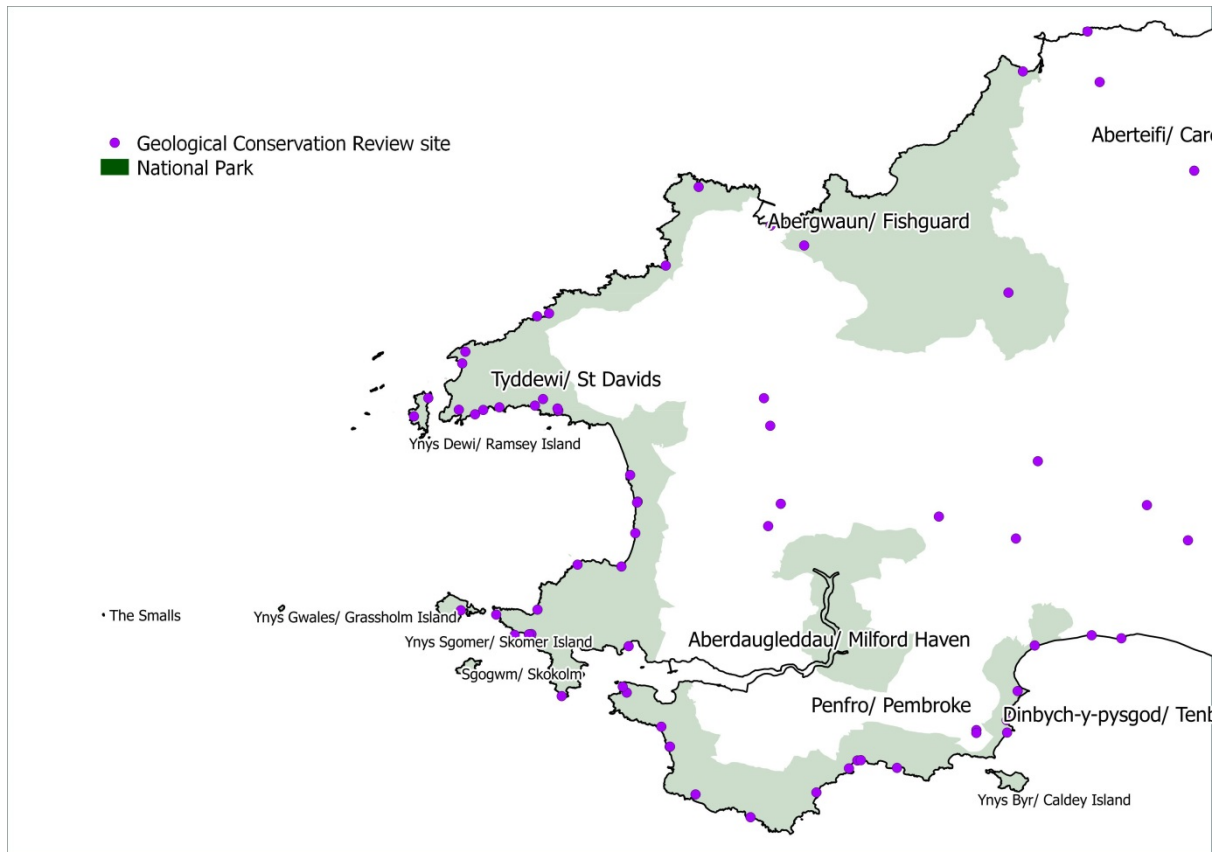 Geological Conservation Review site
National Park
Aberteifi/ Car
Abergwaun/ Fishguard
Tyddewi/ St Davids
Ynys Dewi/ Ramsey Island
The Smalls
Ynys Gwales/ Grassholm Island
Ynys Sgomer/ Skomer Island
Aberdaugleddau/ Milford Haven
Sgogwm/ Skokolm
Penfro/ Pembroke
Dinbych-y-pysgod/ Tenb
Ynys Byr/ Caldey Island